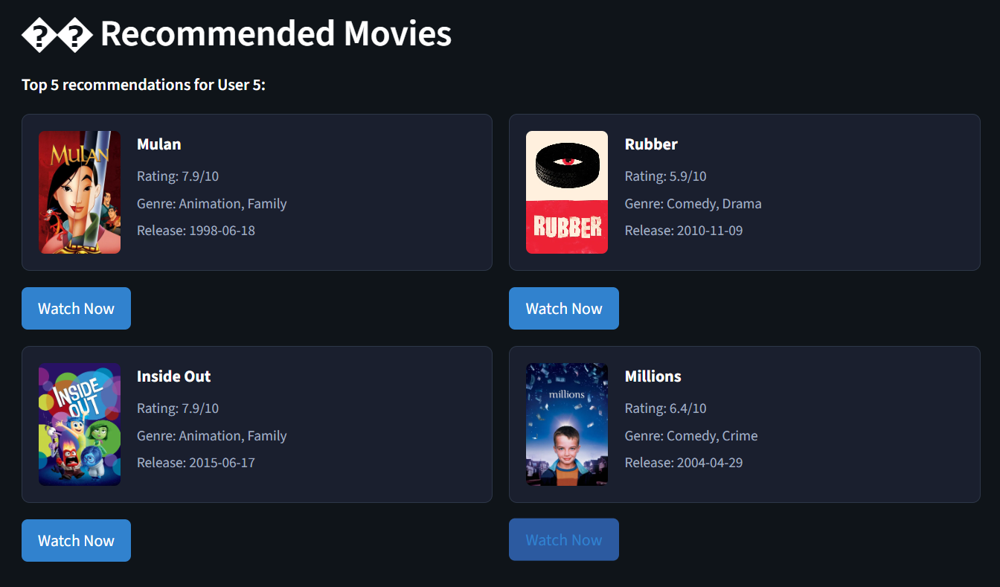 �� Recommended Movies
Top 5 recommendations for User 5:
MULAN
Mulan
Rating: 7.9/10
Genre: Animation, Family
Release: 1998-06-18
Watch Now
RUBBER
Rubber
Rating: 5.9/10
Genre: Comedy, Drama
Release: 2010-11-09
Watch Now
INSIDE
OUT
Inside Out
Rating: 7.9/10
Genre: Animation, Family
Release: 2015-06-17
Watch Now
millions
Millions
Rating: 6.4/10
Genre: Comedy, Crime
Release: 2004-04-29
Watch Now